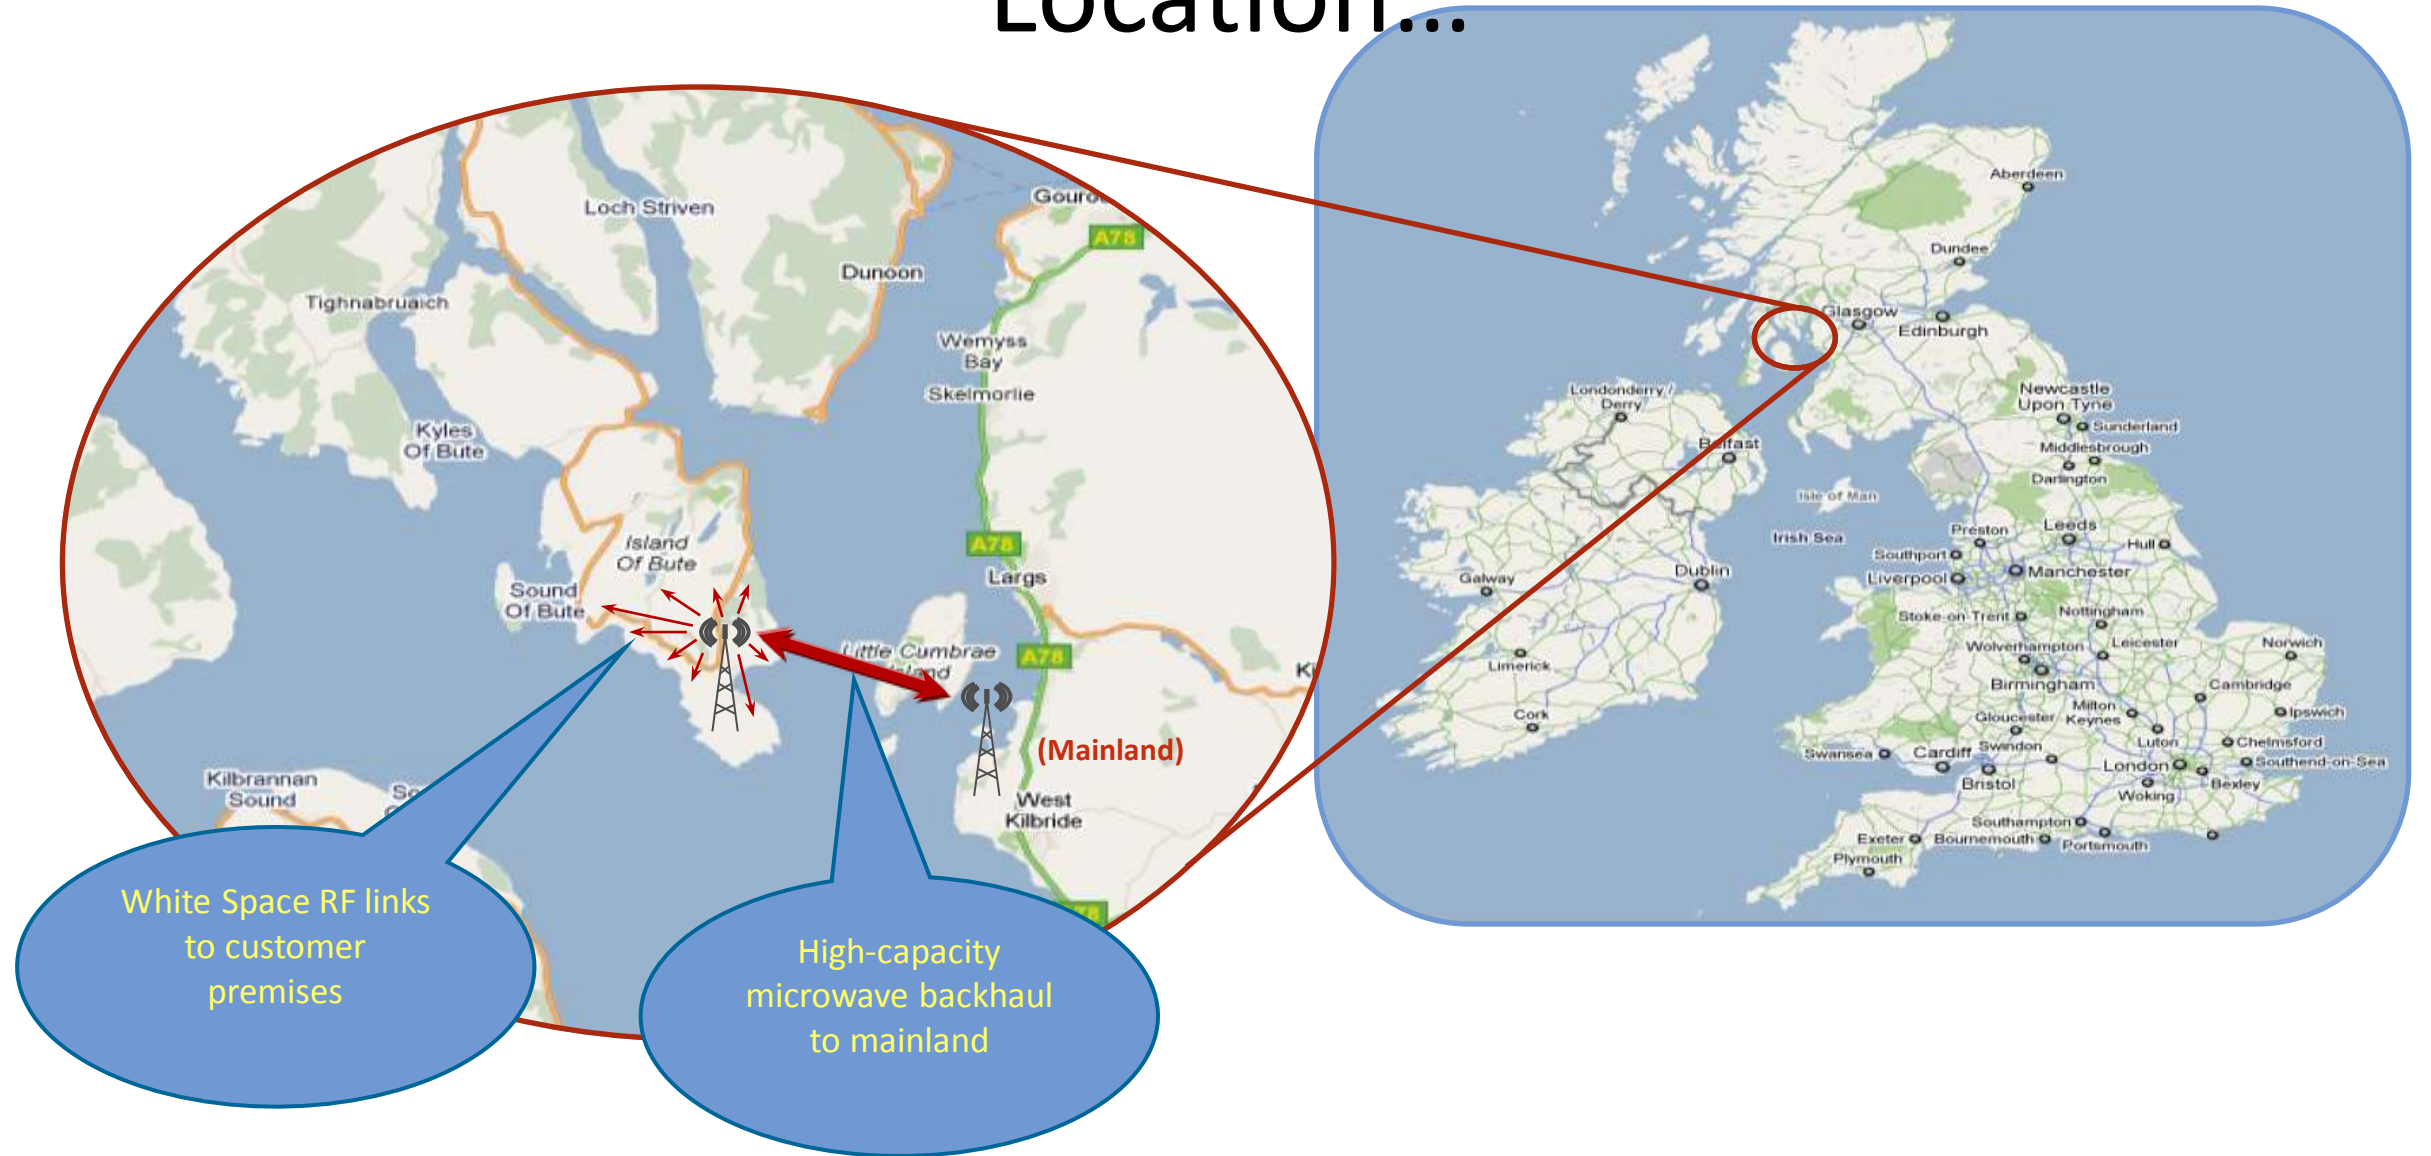 Location...
Loch Striven
Gouro
A78
Dunoon
Tighnabruaich
Wemyss
Bay
Skelmorlie
Kyles
Of Bute
Island
Of Bute
A78
Largs
Sound
Of Bute
Little Cumbrae
A78
(Mainland)
Kilbrannan
Sound
West
Kilbride
White Space RF links
to customer
premises
High-capacity
microwave backhaul
to mainland
Aberdeen
Dundee
Glasgow
Edinburgh
Londonderry /
Derry
Belfast
Newcastle
Upon Tyne
Sunderland
Middlesbrough
Darlington
Isle of Man
Irish Sea
Preston
Leeds
Southport
Hull
Galway
Dublin
Liverpool
Manchester
Stoke-on-Trent
Nottingham
Wolverhampton
Leicester
Norwich
Limerick
Birmingham
Cambridge
Cork
Milton
Keynes
Gloucester
Ipswich
Swansea
Cardiff
Swindon
Luton
Chelmsford
London
Southend-on-Sea
Bristol
Bexley
Woking
Southampton
Exeter
Bournemouth
Portsmouth
Plymouth